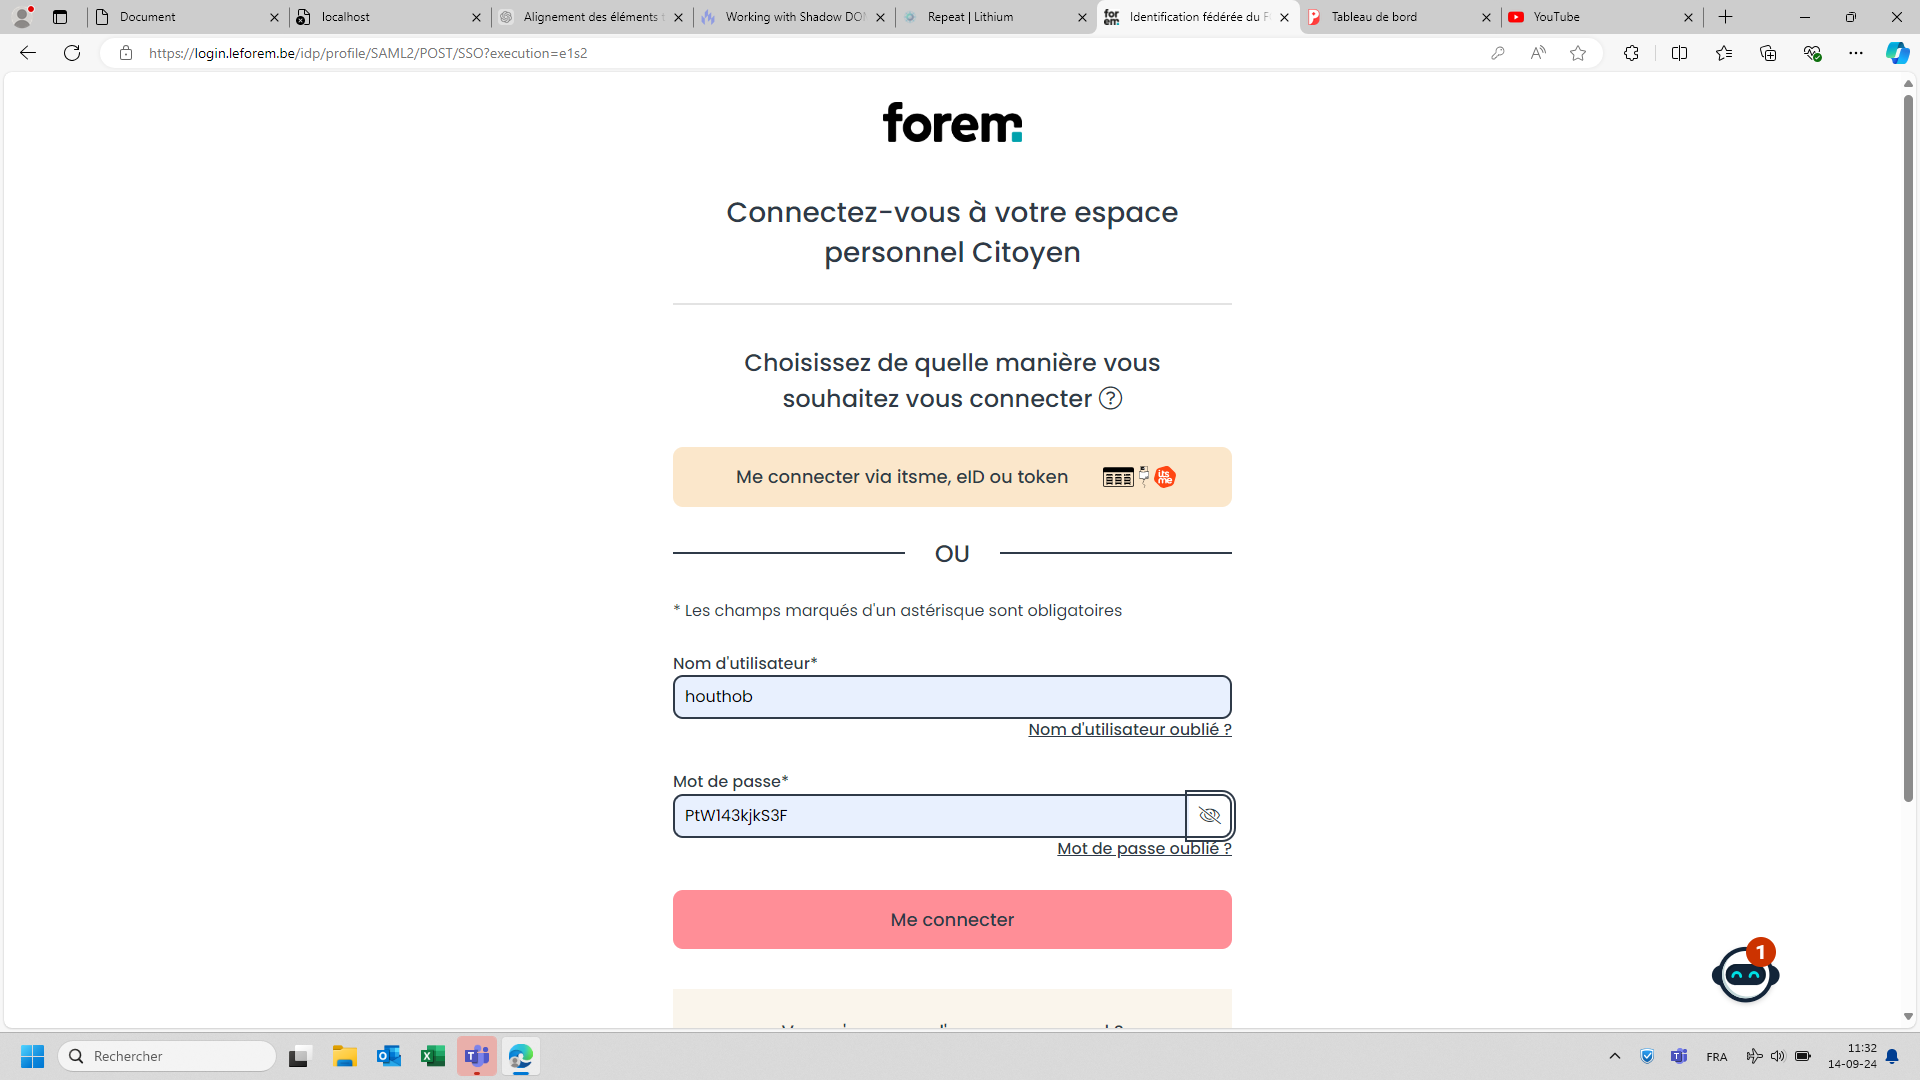 Document
localhost
Alignement des éléments
Working with Shadow DO
Repeat | Lithium
for
em
Identification fédérée du F
Tableau de bord
YouTube
https://login.leforem.be/idp/profile/SAML2/POST/SSO?execution=e1s2
forem
Connectez-vous à votre espace
personnel Citoyen
Choisissez de quelle manière vous
souhaitez vous connecter ?
Me connecter via itsme, eID ou token
its
me
OU
* Les champs marqués d'un astérisque sont obligatoires
Nom d'utilisateur*
houthob
Nom d'utilisateur oublié ?
Mot de passe*
PtW143kjkS3F
Mot de passe oublié ?
Me connecter
1
Rechercher
FRA
11:32
14-09-24